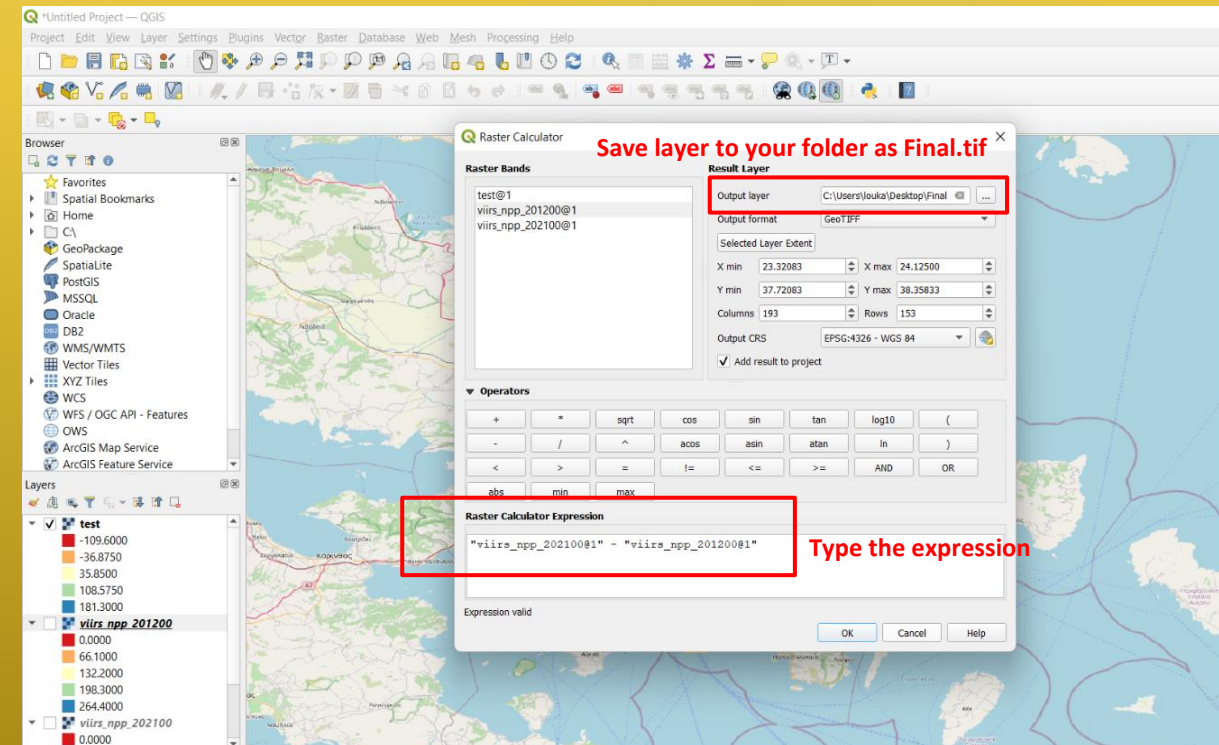 *Untitled Project — QGIS
Project Edit View Layer Settings Plugins Vector Raster Database Web Mesh Processing Help
Browser
Favorites
Spatial Bookmarks
Home
C:\
GeoPackage
SpatiaLite
PostGIS
MSSQL
Oracle
DB2
WMS/WMTS
Vector Tiles
XYZ Tiles
WCS
WFS / OGC API - Features
OWS
ArcGIS Map Service
ArcGIS Feature Service
Layers
test
-109.6000
-36.8750
35.8500
108.5750
181.3000
viirs_npp_201200
0.0000
66.1000
132.2000
198.3000
264.4000
viirs_npp_202100
0.0000
Raster Calculator
Save layer to your folder as Final.tif
Raster Bands
test@1
viirs_npp_201200@1
viirs_npp_202100@1
Result Layer
Output layer C:\Users\louka\Desktop\Final ...
Output format GeoTIFF
Selected Layer Extent
X min 23.32083 X max 24.12500
Y min 37.72083 Y max 38.35833
Columns 193 Rows 153
Output CRS EPSG:4326 - WGS 84
Add result to project
Operators
+ * sqrt cos sin tan log10 (
- / ^ acos asin atan ln )
< > = != <= >= AND OR
abs min max
Raster Calculator Expression
"viirs_npp_202100@1" - "viirs_npp_201200@1"
Type the expression
Expression valid
OK Cancel Help